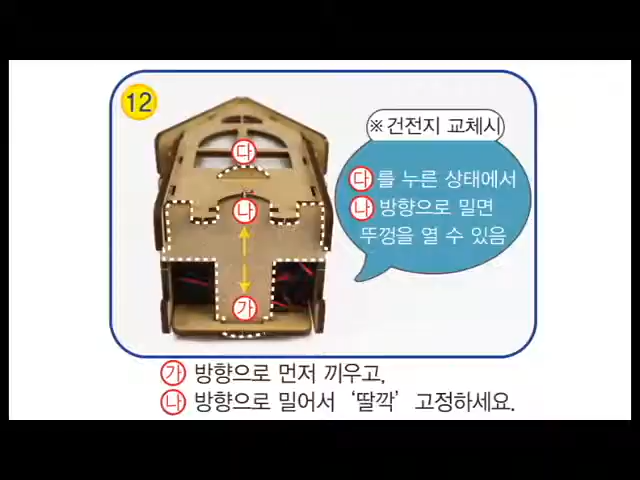 12
※건전지 교체시
다를 누른 상태에서
나 방향으로 밀면
뚜껑을 열 수 있음
다
나
가
가 방향으로 먼저 끼우고,
나 방향으로 밀어서 ‘딸깍’ 고정하세요.